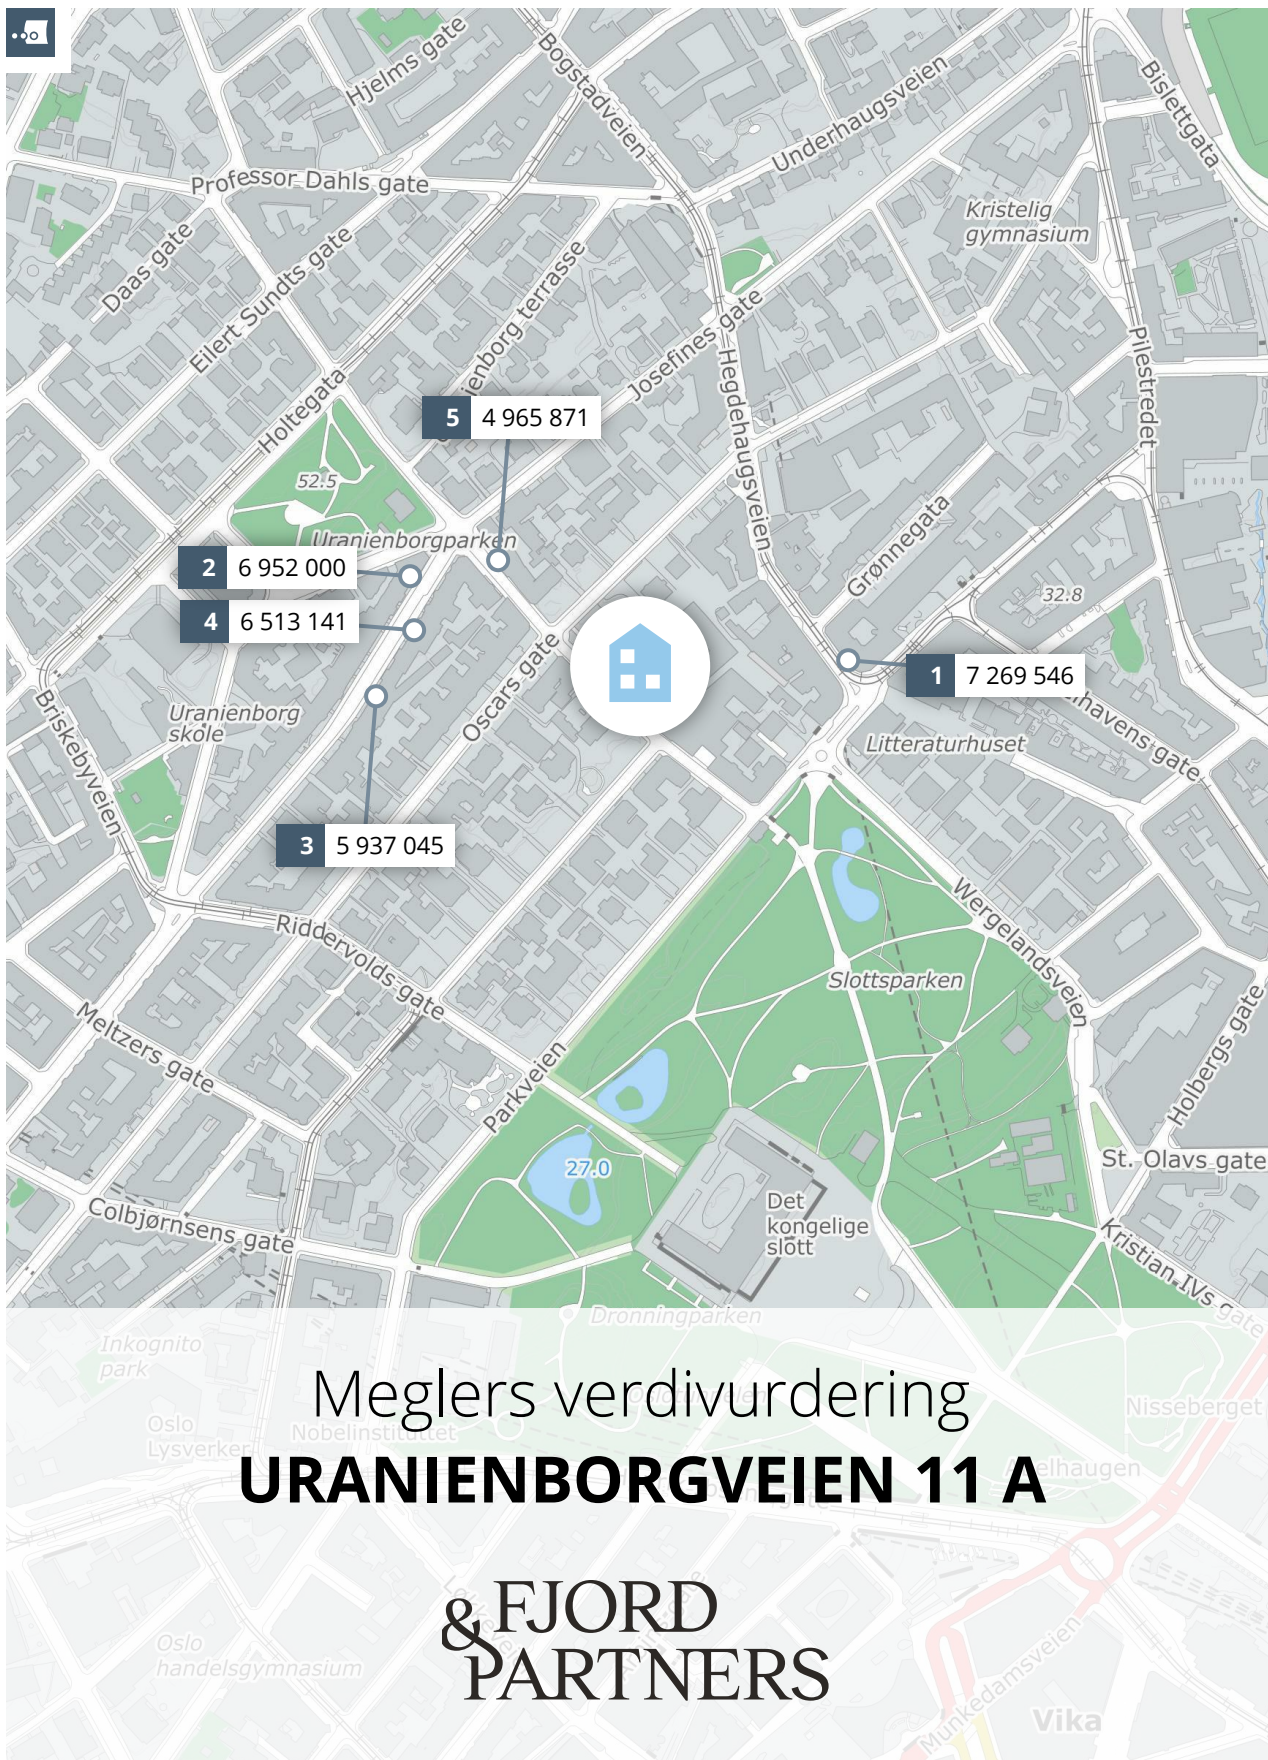 Hjelms gate
Bogstadveien
Bislettgata
Underhaugsveien
Professor Dahls gate
Kristelig
gymnasium
Daas gate
Eilert Sundts gate
Josefines gate
Pilestredet
Hegdehaugsveien
Holtegata
5 4 965 871
52.5
Uranienborgparken
2 6 952 000
Grønnegata
32.8
4 6 513 141
Oscars gate
1 7 269 546
Briskebyveien
Uranienborg
skole
Litteraturhuset
3 5 937 045
Wergelandsveien
Riddervolds gate
Slottsparken
Meltzers gate
Parkveien
Holbergs gate
27.0
St. Olavs gate
Colbjørnsens gate
Det
kongelige
slott
Kristian IVs gate
Dronningparken
Inkognito
park
Meglers verdivurdering
Nisseberget
Oslo
Lysverker
Nobelinstituttet
URANIENBORGVEIEN 11 A
&FJORD
PARTNERS
Oslo
handelsgymnasium
Munkedamsveien
Vika